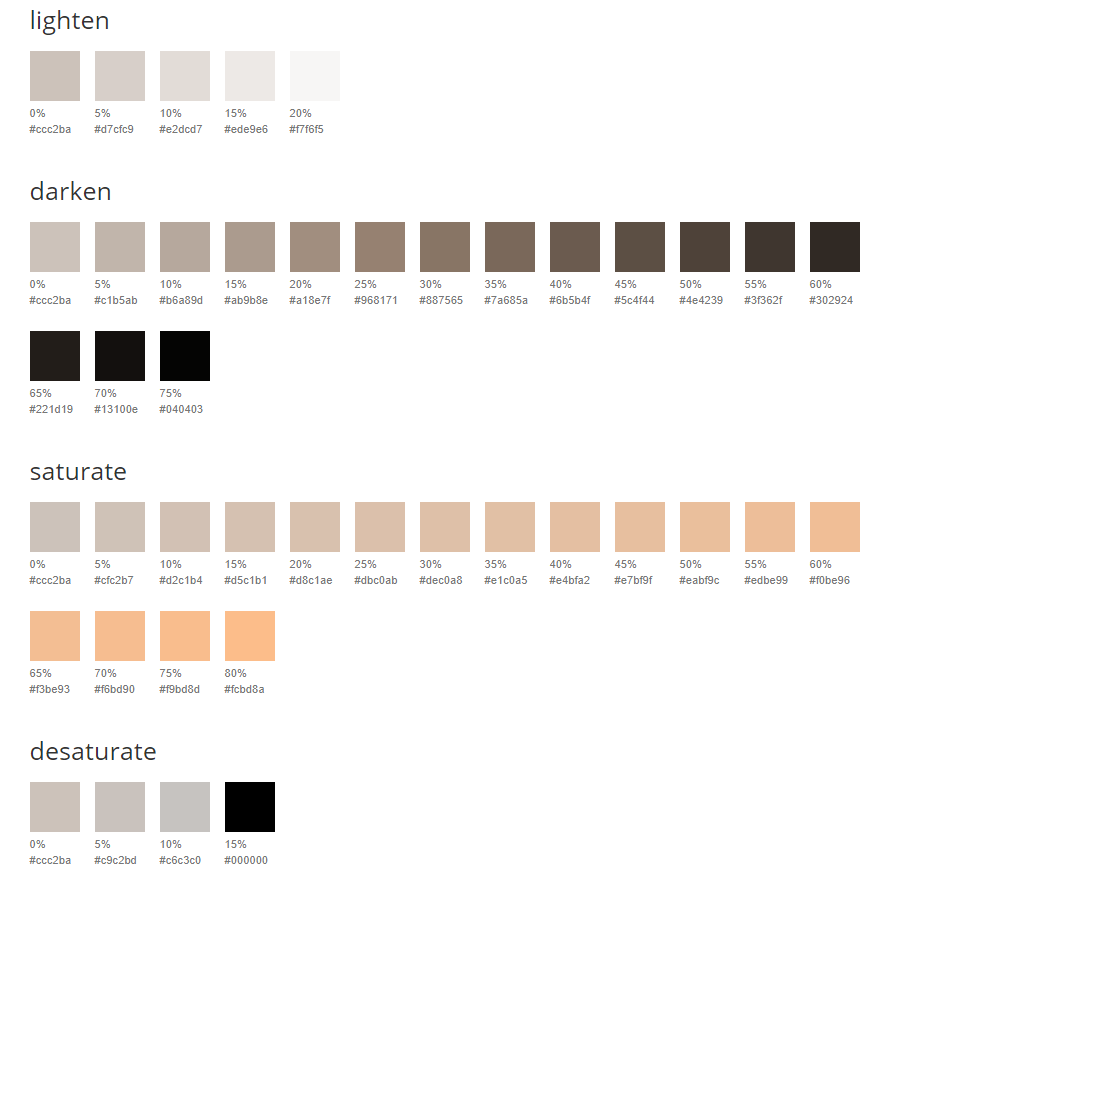 lighten
0% 5% 10% 15% 20%
#ccc2ba #d7cfc9 #e2dcd7 #ede9e6 #f7f6f5
darken
0% 5% 10% 15% 20% 25% 30% 35% 40% 45% 50% 55% 60%
#ccc2ba #c1b5ab #b6a89d #ab9b8e #a18e7f #968171 #887565 #7a685a #6b5b4f #5c4f44 #4e4239 #3f362f #302924
65% 70% 75%
#221d19 #13100e #040403
saturate
0% 5% 10% 15% 20% 25% 30% 35% 40% 45% 50% 55% 60%
#ccc2ba #cfc2b7 #d2c1b4 #d5c1b1 #d8c1ae #dbc0ab #dec0a8 #e1c0a5 #e4bfa2 #e7bf9f #eabf9c #edbe99 #f0be96
65% 70% 75% 80%
#f3be93 #f6bd90 #f9bd8d #fcbd8a
desaturate
0% 5% 10% 15%
#ccc2ba #c9c2bd #c6c3c0 #000000